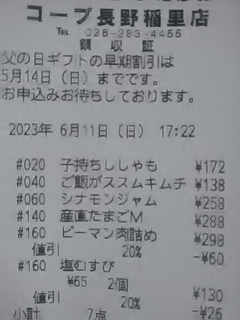 コープ長野稲里店
TEL 026-283-4455
領収証
父の日ギフトの早期割引は
5月14日（日）までです。
お申込みお待ちしております。
2023年 6月11日（日） 17:22
#020 子持ちししゃも ¥172
#040 ご飯がススムキムチ ¥138
#060 シナモンジャム ¥258
#140 産直たまごM ¥288
#160 ピーマン肉詰め ¥298
値引 20% -¥60
#160 塩むすび
¥65 2個 ¥130
値引 20% -¥26
小計 7点